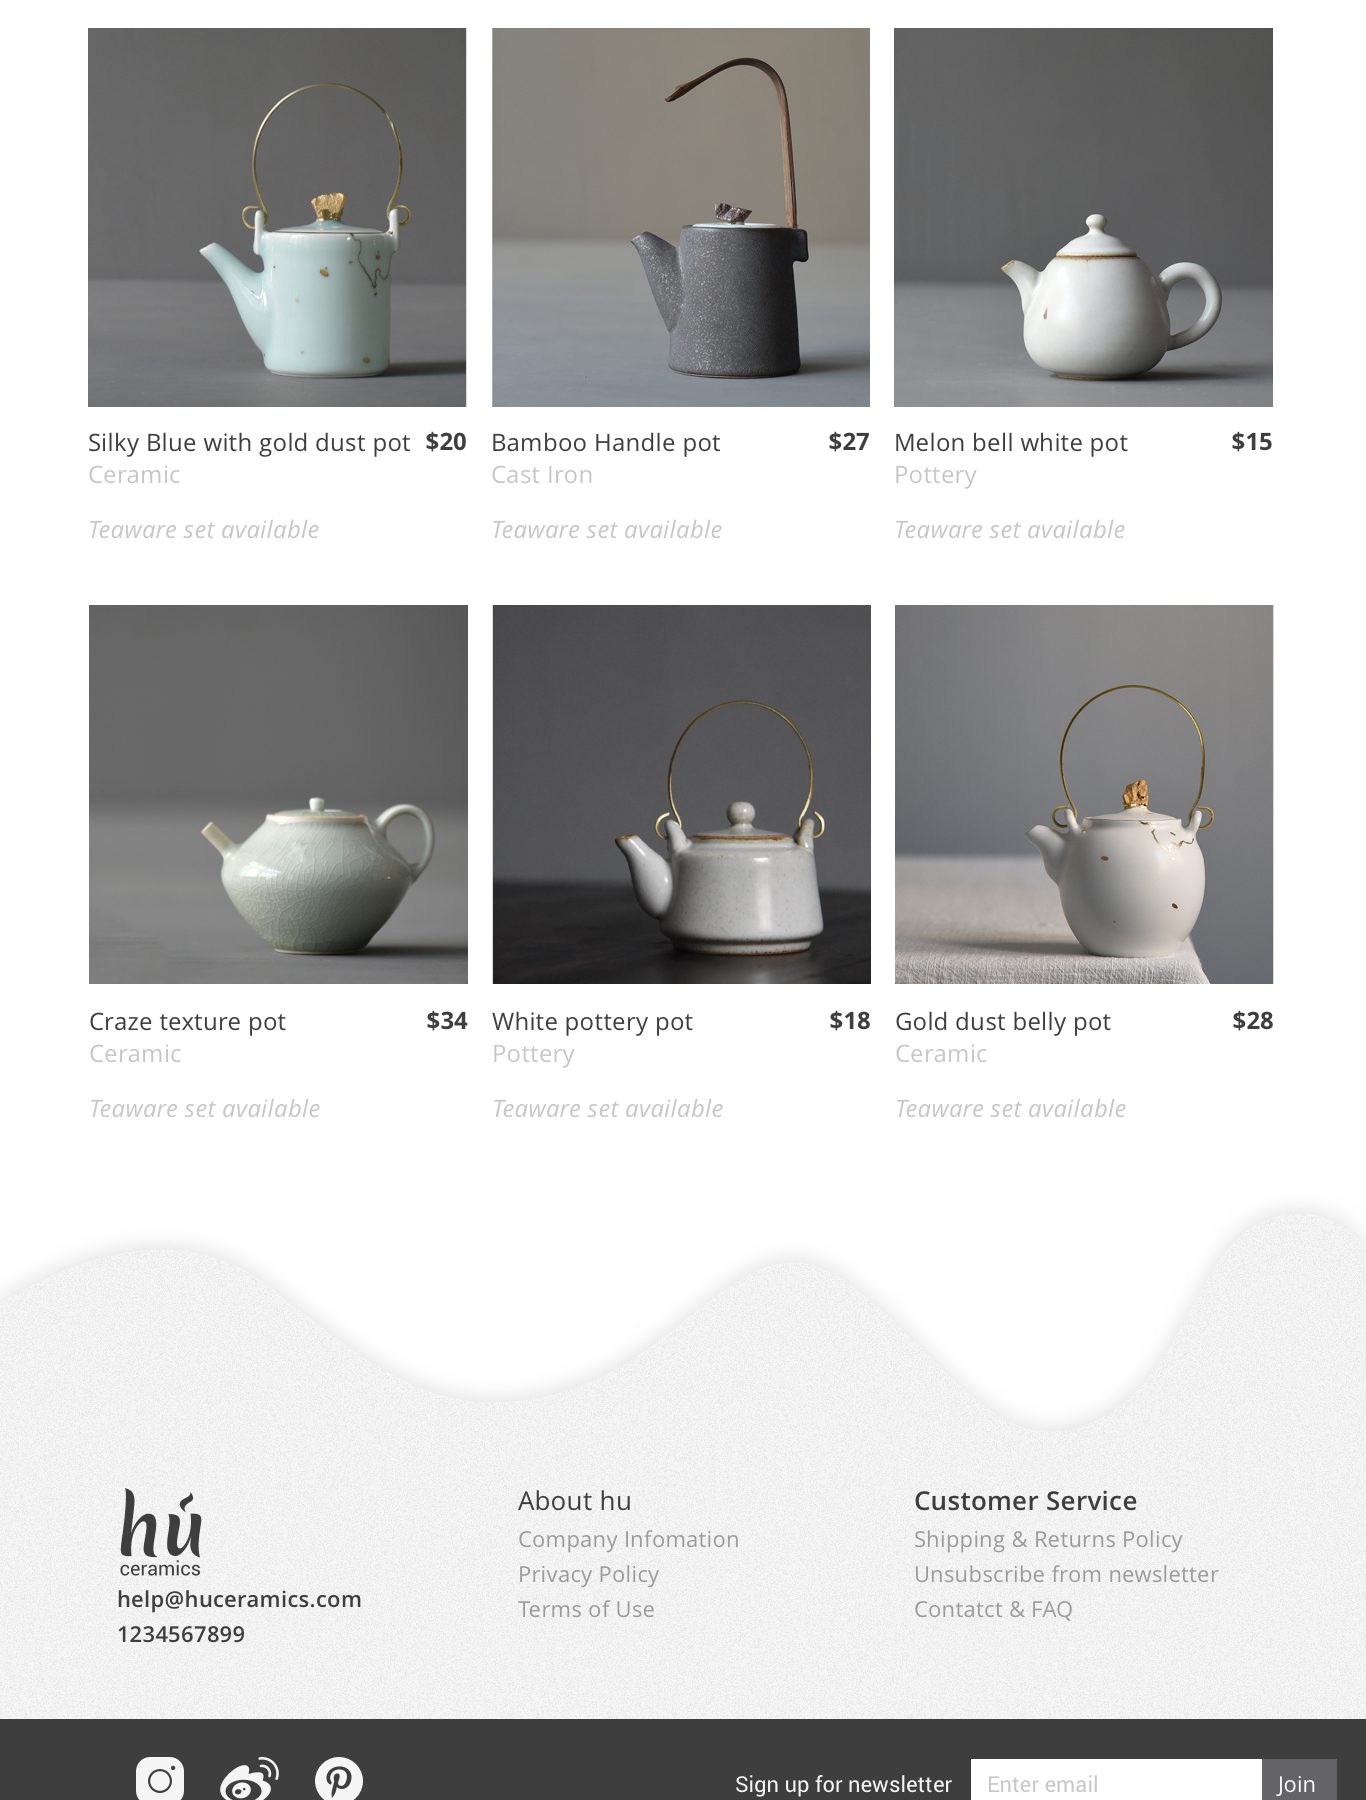 Silky Blue with gold dust pot $20
Ceramic
Teaware set available
Bamboo Handle pot $27
Cast Iron
Teaware set available
Melon bell white pot $15
Pottery
Teaware set available
Craze texture pot $34
Ceramic
Teaware set available
White pottery pot $18
Pottery
Teaware set available
Gold dust belly pot $28
Ceramic
Teaware set available
hú
ceramics
help@huceramics.com
1234567899
About hu
Company Infomation
Privacy Policy
Terms of Use
Customer Service
Shipping & Returns Policy
Unsubscribe from newsletter
Contatct & FAQ
Sign up for newsletter Enter email Join